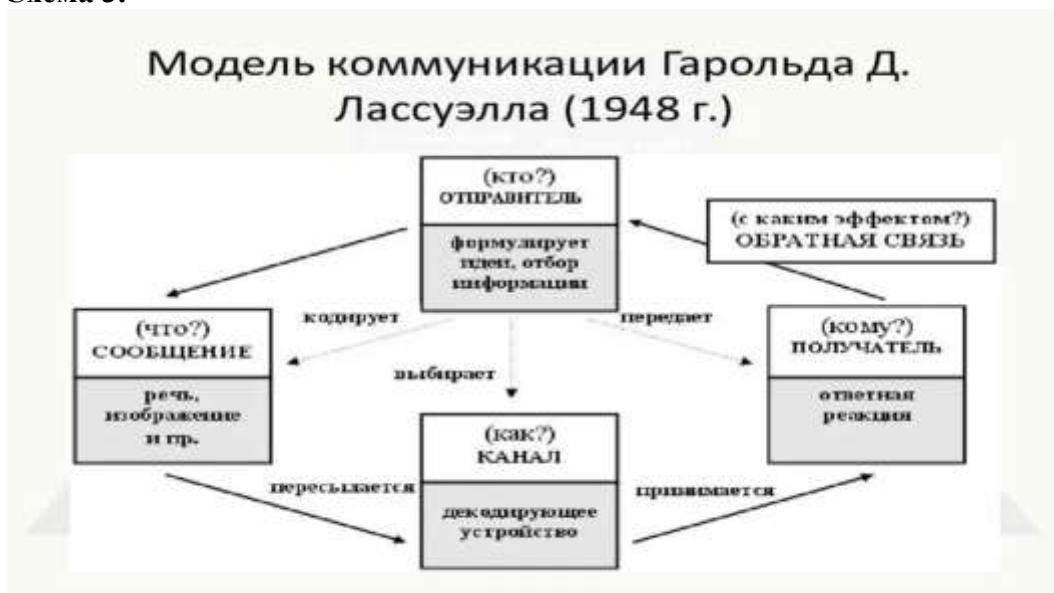 Схема 3.
Модель коммуникации Гарольда Д.
Лассуэлла (1948 г.)
(кто?)
ОТПРАВИТЕЛЬ
формулирует
идеи, отбор
информации
(с каким эффектом?)
ОБРАТНАЯ СВЯЗЬ
кодирует
передает
(что?)
СООБЩЕНИЕ
речь,
изображение
и пр.
выбирает
(кому?)
ПОЛУЧАТЕЛЬ
ответная
реакция
(как?)
КАНАЛ
декодирующее
устройство
пересылается
принимается